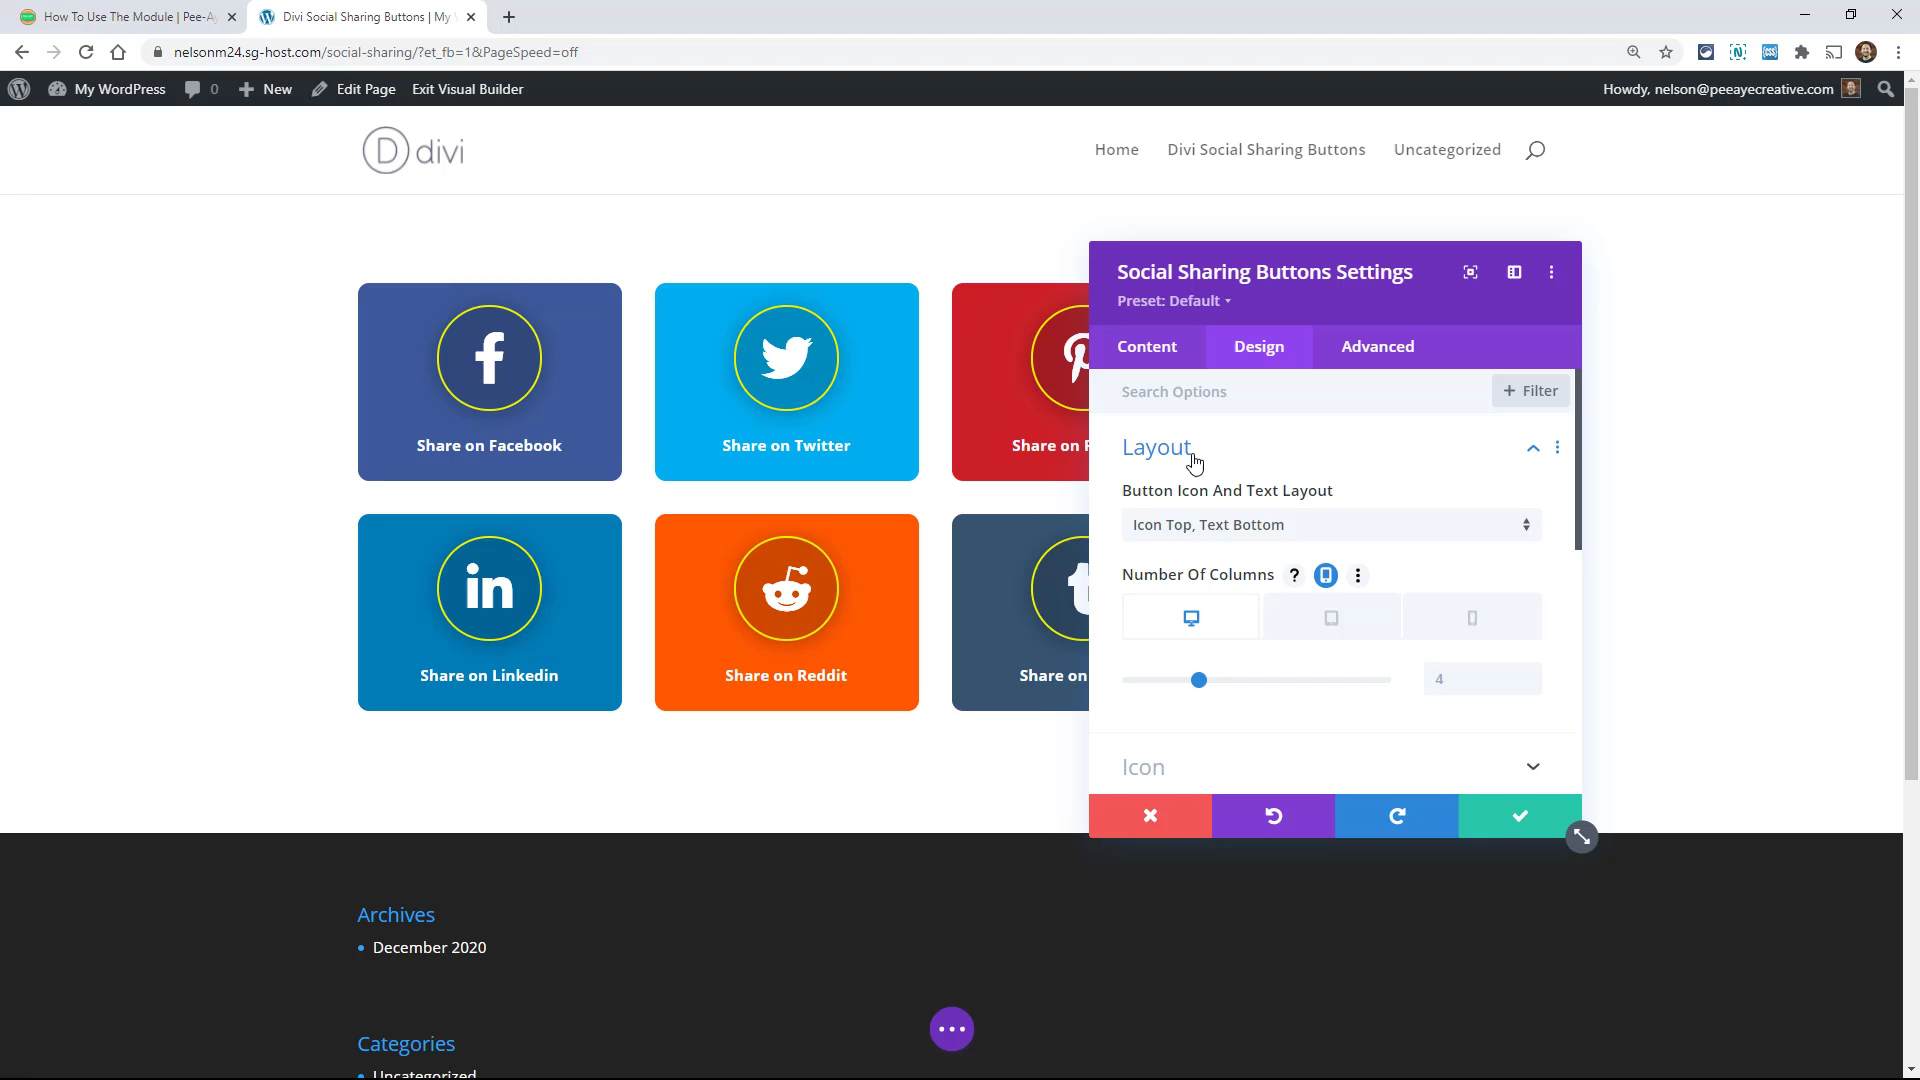 How To Use The Module | Pee-A
Divi Social Sharing Buttons | My
nelsonm24.sg-host.com/social-sharing/?et_fb=1&PageSpeed=off
My WordPress
0
New
Edit Page
Exit Visual Builder
Howdy, nelson@peeayecreative.com
D divi
Home
Divi Social Sharing Buttons
Uncategorized
Share on Facebook
Share on Twitter
Share on
Share on Linkedin
Share on Reddit
Share on
Social Sharing Buttons Settings
Preset: Default
Content
Design
Advanced
Search Options
+ Filter
Layout
Button Icon And Text Layout
Icon Top, Text Bottom
Number Of Columns
?
4
Icon
Archives
December 2020
Categories
Uncategorized